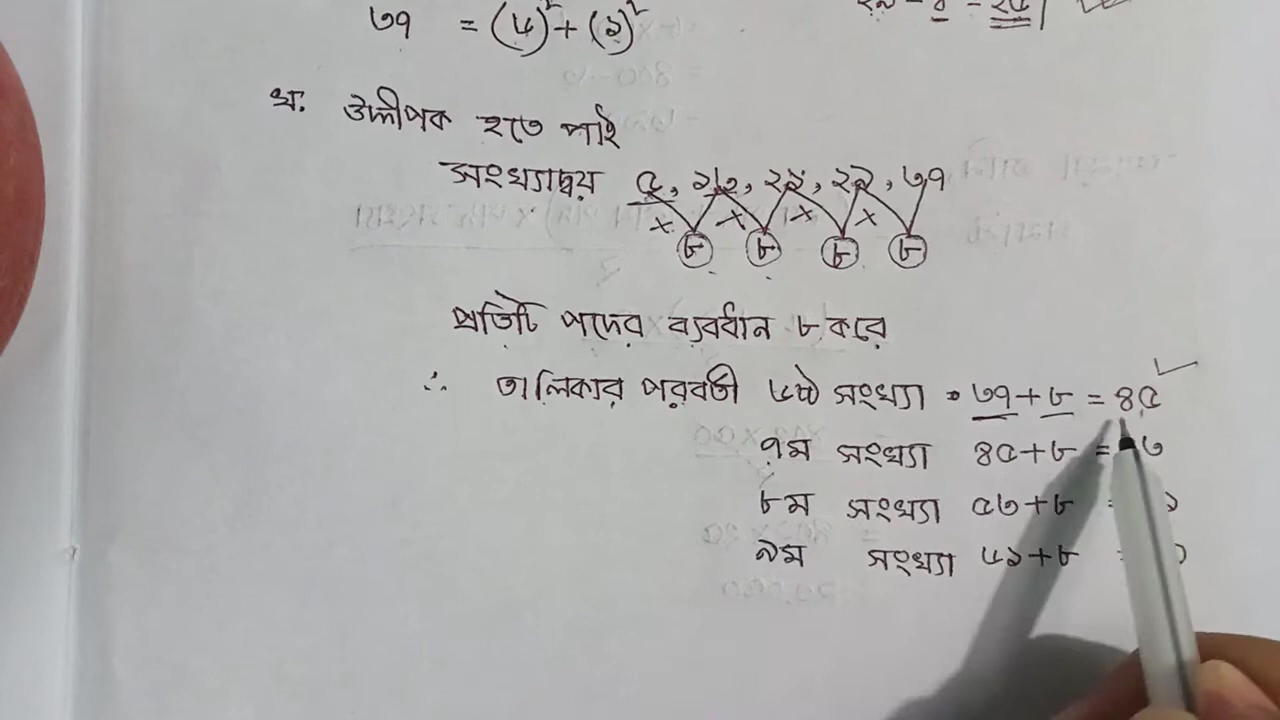 ৩৭ = (৬)² + (১)²
খ. উদ্দীপক হতে পাই
সংখ্যাদ্বয় ৫, ১৩, ২১, ২৯, ৩৭
× × × ×
৮ ৮ ৮ ৮
প্রতিটি পদের ব্যবধান ৮ করে
∴ তালিকার পরবর্তী ৬ষ্ঠ সংখ্যা = ৩৭ + ৮ = ৪৫
৭ম সংখ্যা ৪৫ + ৮ =
৮ম সংখ্যা ৫৩ + ৮
৯ম সংখ্যা ৬১ + ৮